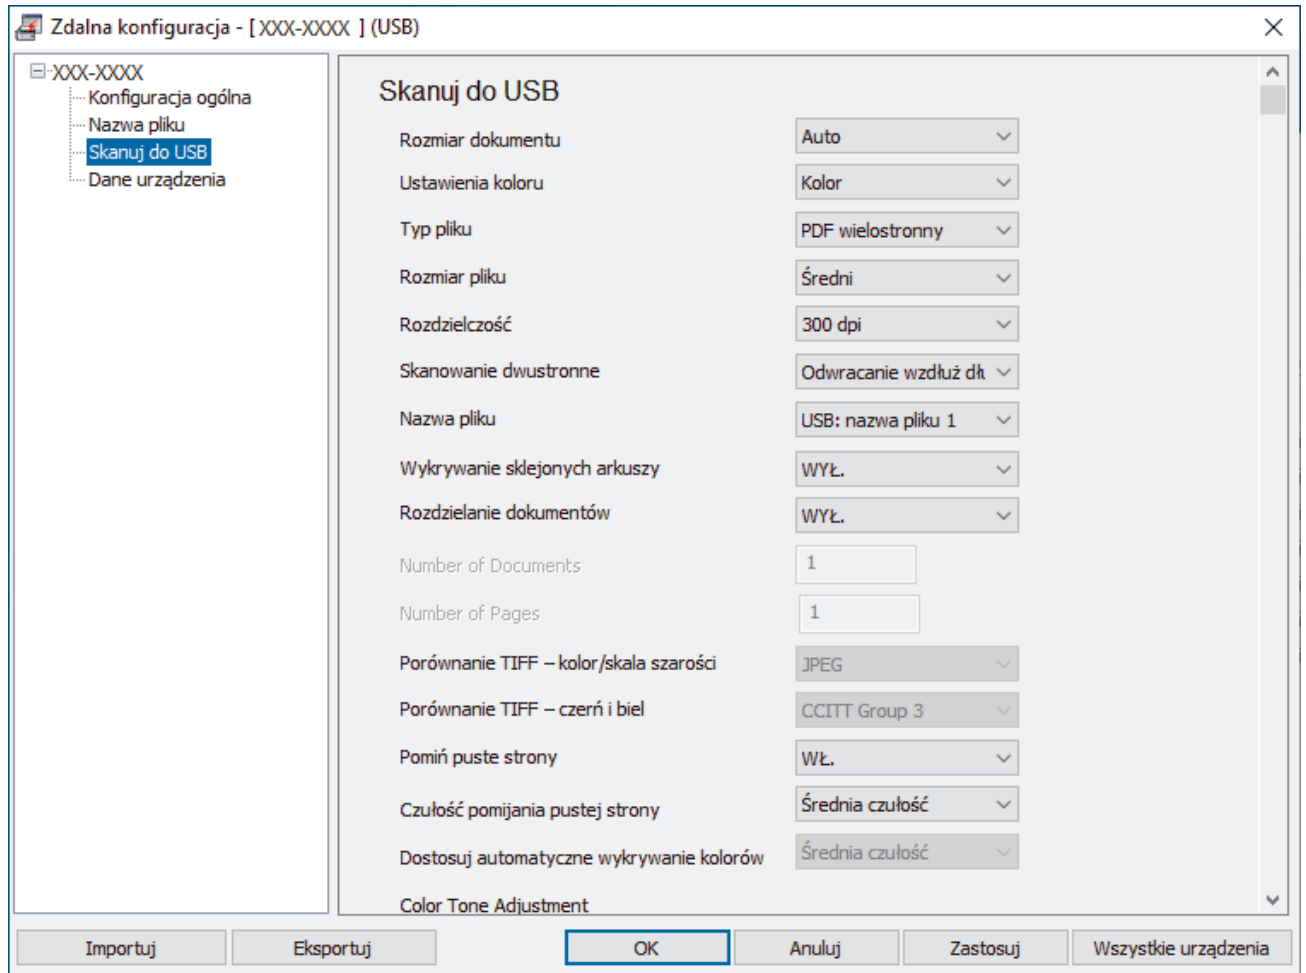 Zdalna konfiguracja - [ XXX-XXXX ] (USB)
XXX-XXXX
Konfiguracja ogólna
Nazwa pliku
Skanuj do USB
Dane urządzenia
Skanuj do USB
Rozmiar dokumentu Auto
Ustawienia koloru Kolor
Typ pliku PDF wielostronny
Rozmiar pliku Średni
Rozdzielczość 300 dpi
Skanowanie dwustronne Odwracanie wzdłuż dłu
Nazwa pliku USB: nazwa pliku 1
Wykrywanie sklejonych arkuszy WYŁ.
Rozdzielanie dokumentów WYŁ.
Number of Documents 1
Number of Pages 1
Porównanie TIFF – kolor/skala szarości JPEG
Porównanie TIFF – czerń i biel CCITT Group 3
Pomiń puste strony WŁ.
Czułość pomijania pustej strony Średnia czułość
Dostosuj automatyczne wykrywanie kolorów Średnia czułość
Color Tone Adjustment
Importuj Eksportuj OK Anuluj Zastosuj Wszystkie urządzenia